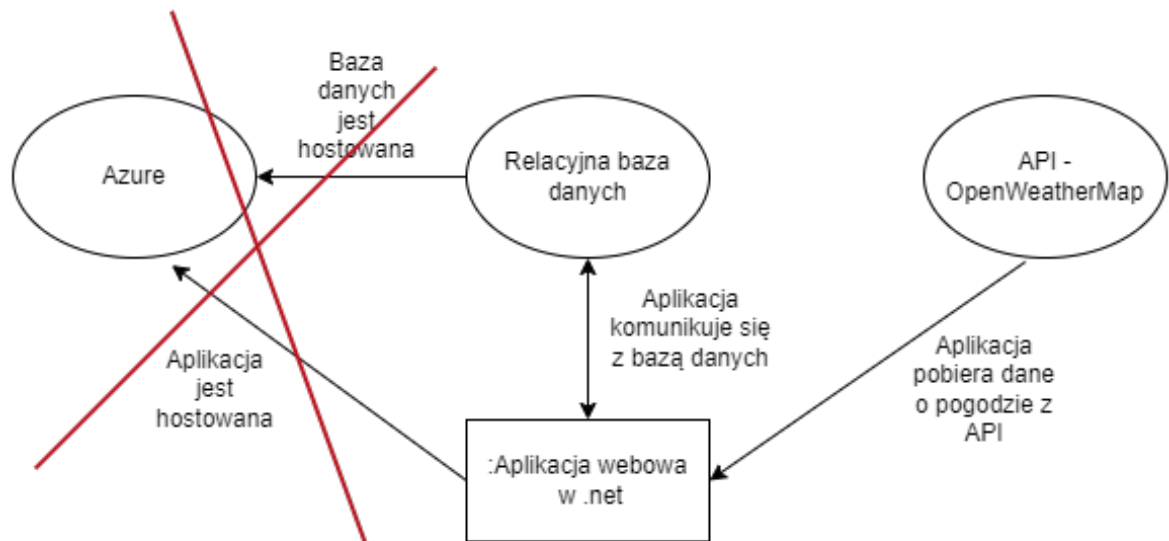 Baza
danych
jest
hostowana
Azure
Relacyjna baza
danych
API -
OpenWeatherMap
Aplikacja
komunikuje się
z bazą danych
Aplikacja
jest
hostowana
Aplikacja
pobiera dane
o pogodzie z
API
:Aplikacja webowa
w .net